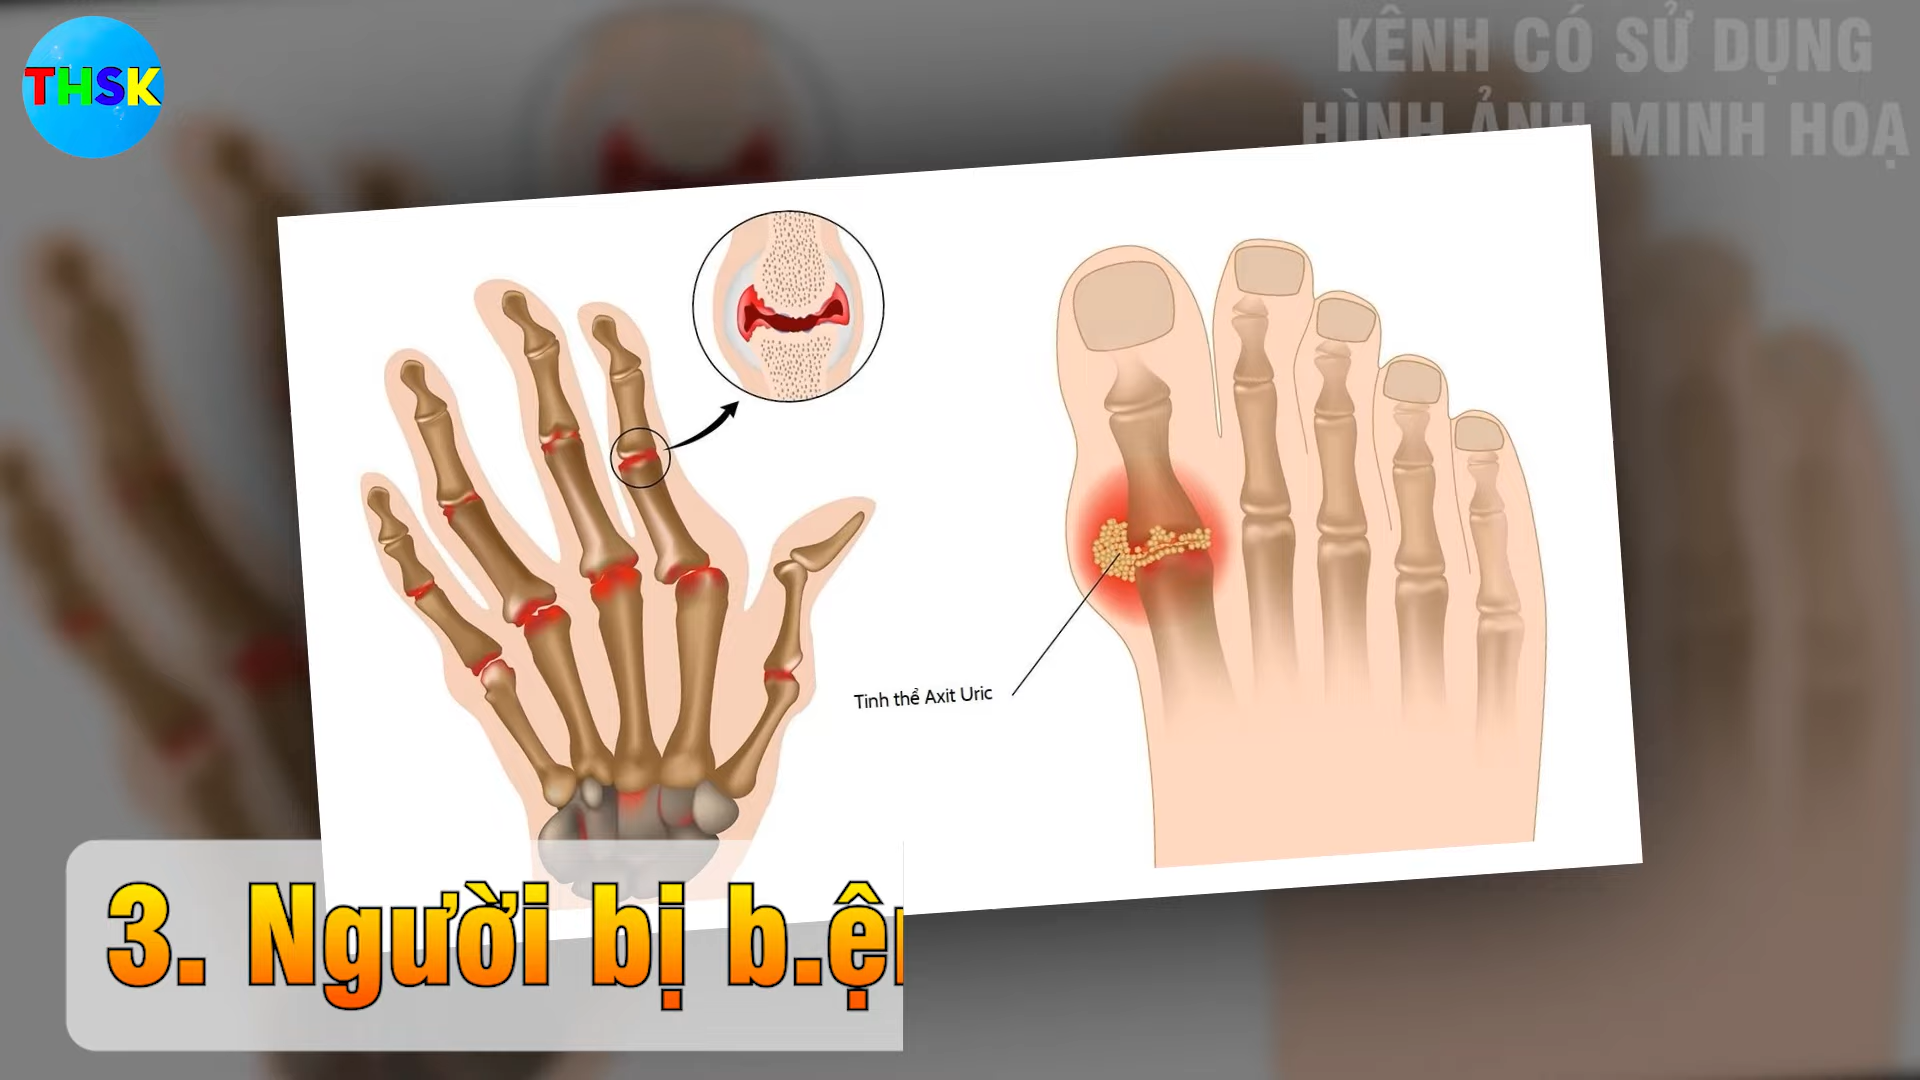 THSK
KÊNH CÓ SỬ DỤNG
HÌNH ẢNH MINH HOẠ
Tinh thể Axit Uric
3. Người bị